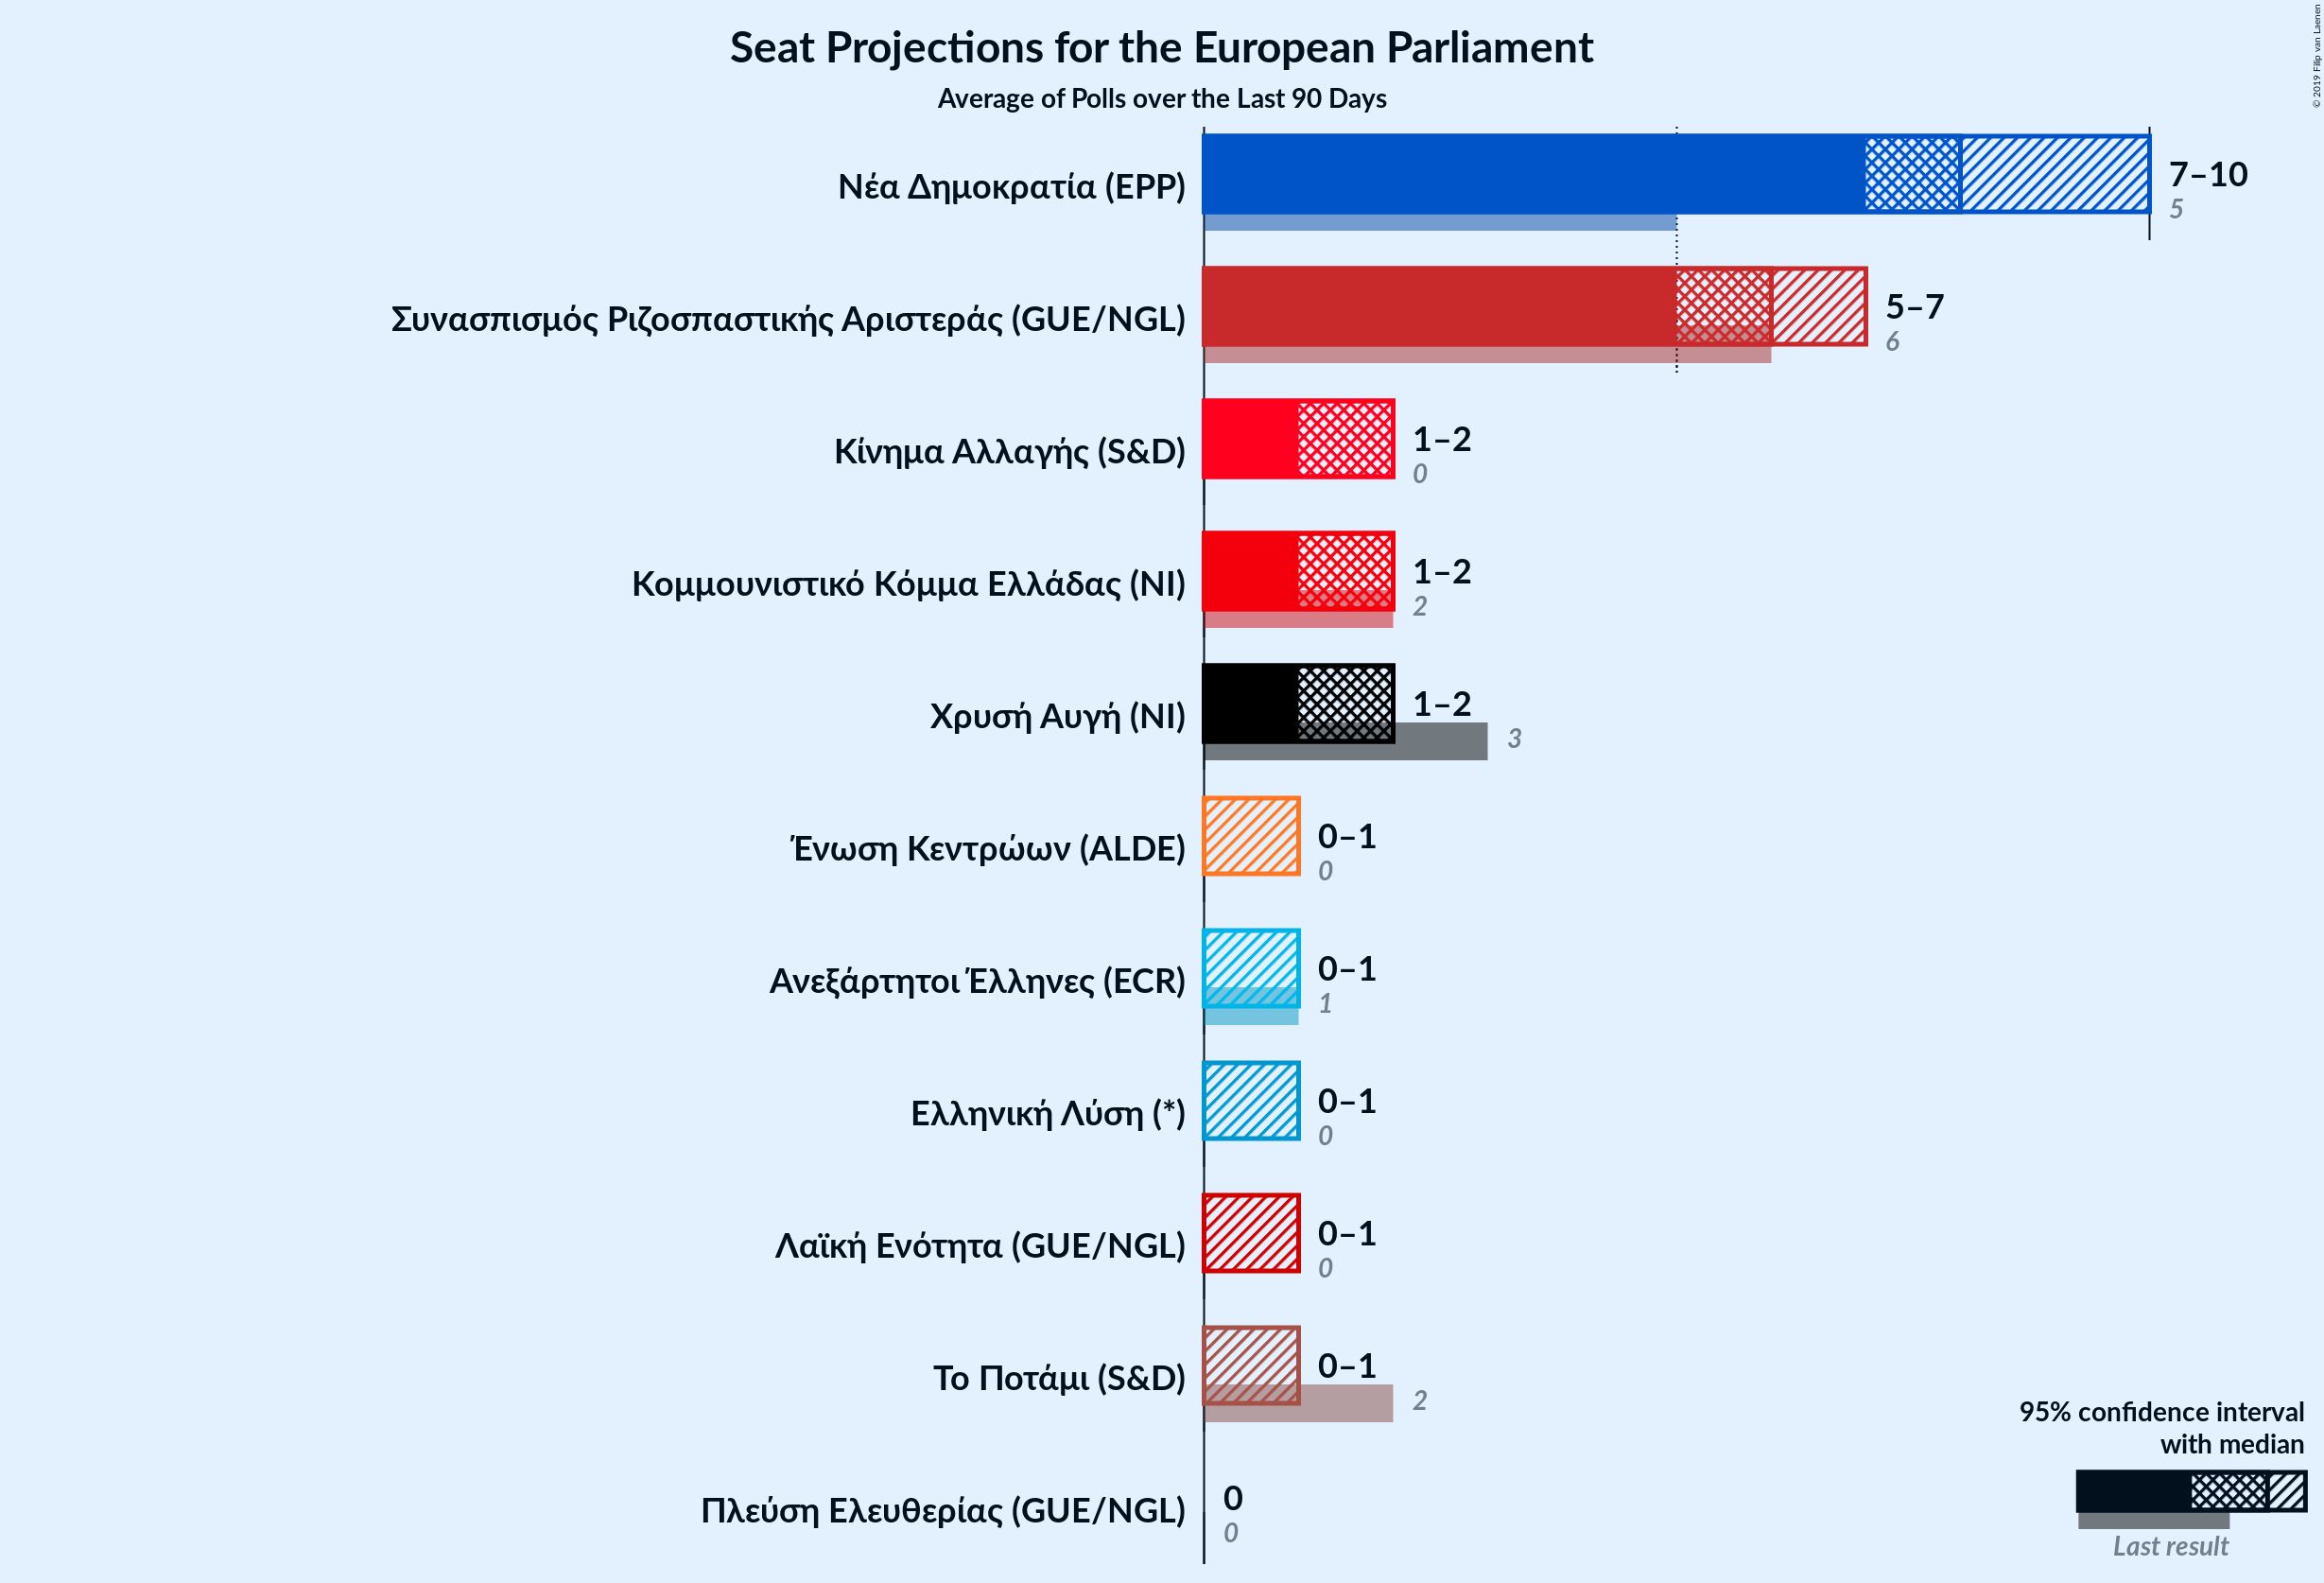 Seat Projections for the European Parliament
Average of Polls over the Last 90 Days
© 2019 Filip van Laenen
Νέα Δημοκρατία (EPP)
7–10
5
Συνασπισμός Ριζοσπαστικής Αριστεράς (GUE/NGL)
5–7
6
Κίνημα Αλλαγής (S&D)
1–2
0
Κομμουνιστικό Κόμμα Ελλάδας (NI)
1–2
2
Χρυσή Αυγή (NI)
1–2
3
Ένωση Κεντρώων (ALDE)
0–1
0
Ανεξάρτητοι Έλληνες (ECR)
0–1
1
Ελληνική Λύση (*)
0–1
0
Λαϊκή Ενότητα (GUE/NGL)
0–1
0
Το Ποτάμι (S&D)
0–1
2
Πλεύση Ελευθερίας (GUE/NGL)
0
0
95% confidence interval
with median
Last result